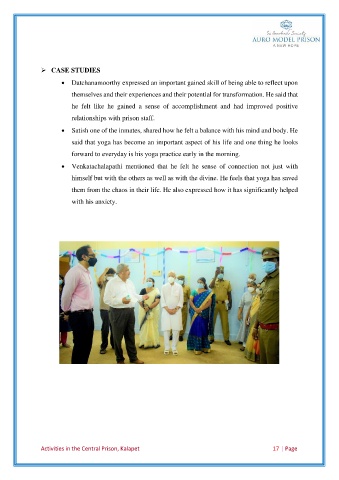 Sri Aurobindo Society
AURO MODEL PRISON
A NEW HOPE
➢ CASE STUDIES
• Datchanamoorthy expressed an important gained skill of being able to reflect upon
themselves and their experiences and their potential for transformation. He said that
he felt like he gained a sense of accomplishment and had improved positive
relationships with prison staff.
• Satish one of the inmates, shared how he felt a balance with his mind and body. He
said that yoga has become an important aspect of his life and one thing he looks
forward to everyday is his yoga practice early in the morning.
• Venkatachalapathi mentioned that he felt he sense of connection not just with
himself but with the others as well as with the divine. He feels that yoga has saved
them from the chaos in their life. He also expressed how it has significantly helped
with his anxiety.
Activities in the Central Prison, Kalapet 17 | Page